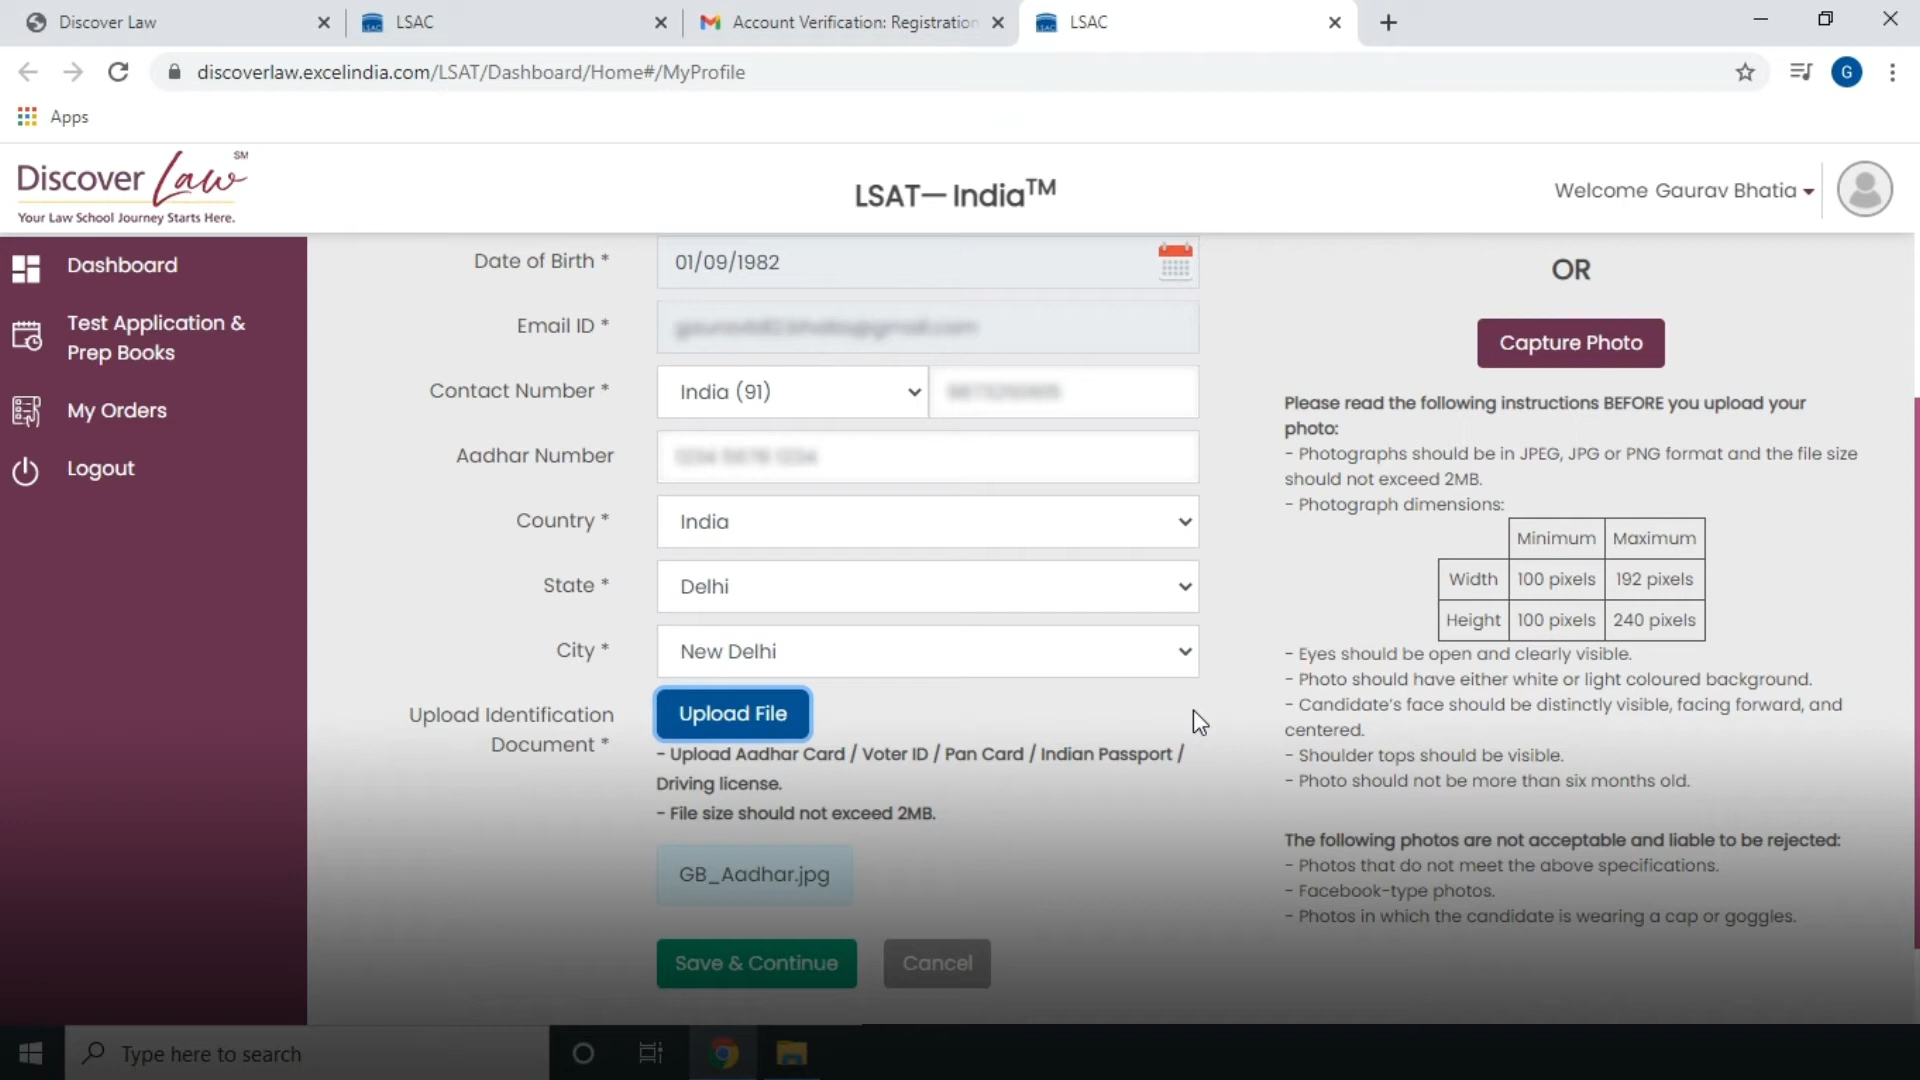 Discover Law
LSAC
Account Verification: Registration
LSAC
discoverlaw.excelindia.com/LSAT/Dashboard/Home#/MyProfile
G
Apps
Discover Law SM
Your Law School Journey Starts Here.
LSAT— India™
Welcome Gaurav Bhatia
Dashboard
Test Application &
Prep Books
My Orders
Logout
Date of Birth *
01/09/1982
Email ID *
Contact Number *
India (91)
Aadhar Number
Country *
India
State *
Delhi
City *
New Delhi
Upload Identification
Document *
Upload File
- Upload Aadhar Card / Voter ID / Pan Card / Indian Passport /
Driving license.
- File size should not exceed 2MB.
GB_Aadhar.jpg
Save & Continue
Cancel
OR
Capture Photo
Please read the following instructions BEFORE you upload your
photo:
- Photographs should be in JPEG, JPG or PNG format and the file size
should not exceed 2MB.
- Photograph dimensions:
Minimum Maximum
Width 100 pixels 192 pixels
Height 100 pixels 240 pixels
- Eyes should be open and clearly visible.
- Photo should have either white or light coloured background.
- Candidate's face should be distinctly visible, facing forward, and
centered.
- Shoulder tops should be visible.
- Photo should not be more than six months old.
The following photos are not acceptable and liable to be rejected:
- Photos that do not meet the above specifications.
- Facebook-type photos.
- Photos in which the candidate is wearing a cap or goggles.
Type here to search